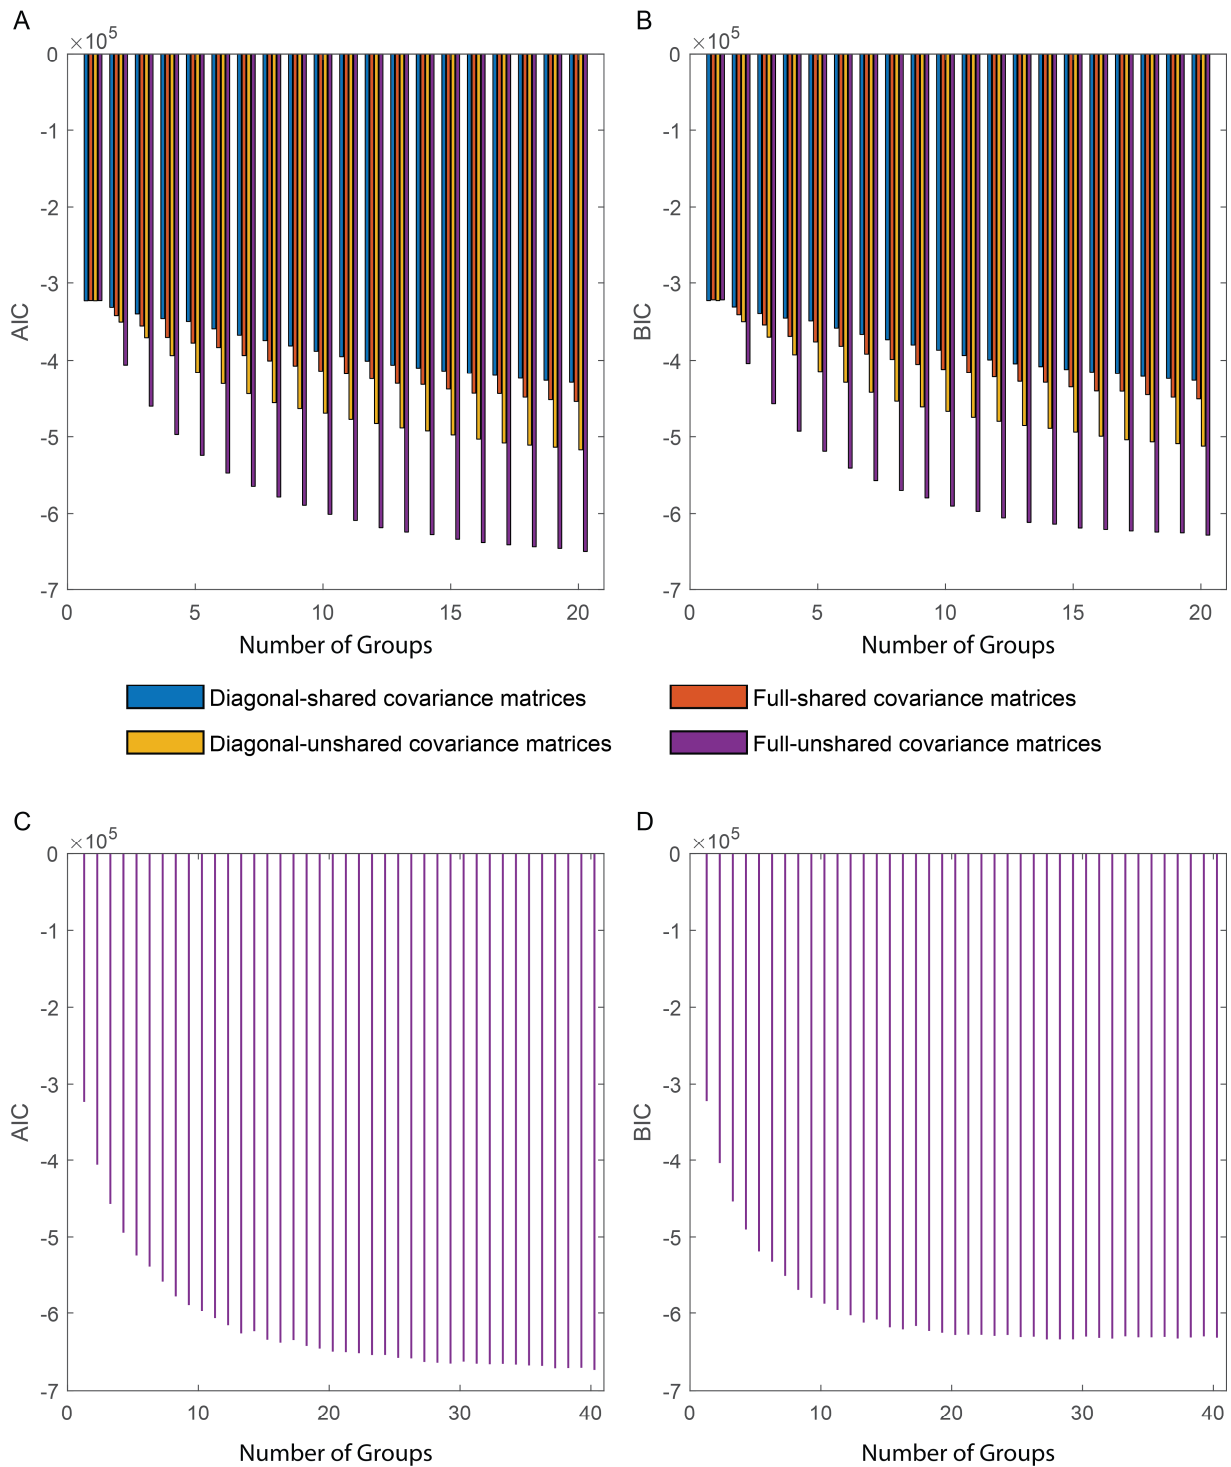 A
B
×10^5
×10^5
0
-1
-2
-3
-4
-5
-6
-7
AIC
0 5 10 15 20
Number of Groups
0
-1
-2
-3
-4
-5
-6
-7
BIC
0 5 10 15 20
Number of Groups
Diagonal-shared covariance matrices
Full-shared covariance matrices
Diagonal-unshared covariance matrices
Full-unshared covariance matrices
C
D
×10^5
×10^5
0
-1
-2
-3
-4
-5
-6
-7
AIC
0 10 20 30 40
Number of Groups
0
-1
-2
-3
-4
-5
-6
-7
BIC
0 10 20 30 40
Number of Groups